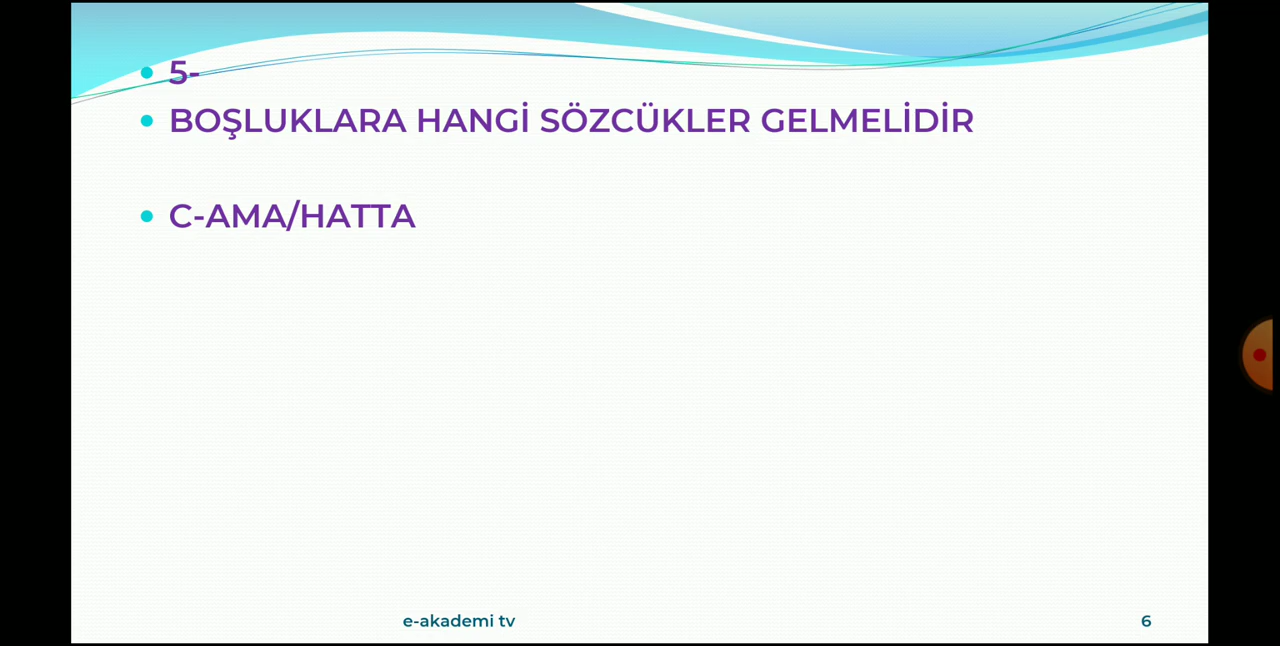 5-
BOŞLUKLARA HANGİ SÖZCÜKLER GELMELİDİR
C-AMA/HATTA
e-akademi tv
6